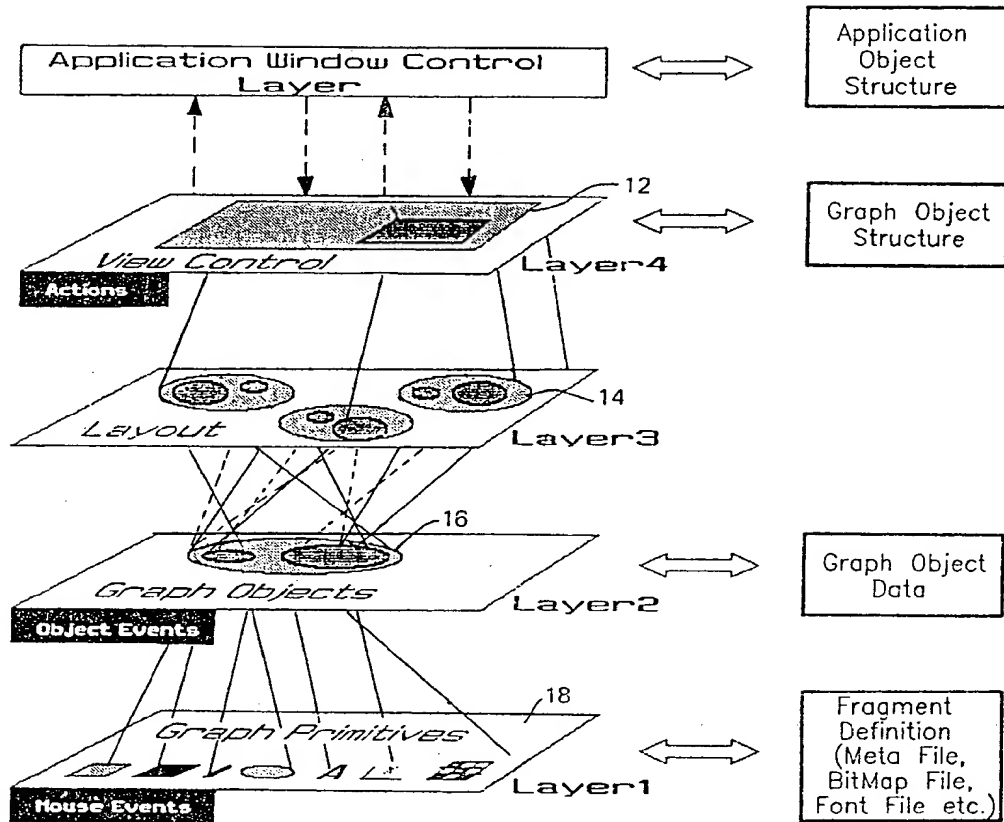 Application Window Control
Layer
Application
Object
Structure
12
View Control
Layer4
Actions
Graph Object
Structure
14
Layout
Layer3
16
Graph Objects
Layer2
Object Events
Graph Object
Data
18
Graph Primitives
A
Layer1
Mouse Events
Fragment
Definition
(Meta File,
BitMap File,
Font File etc.)